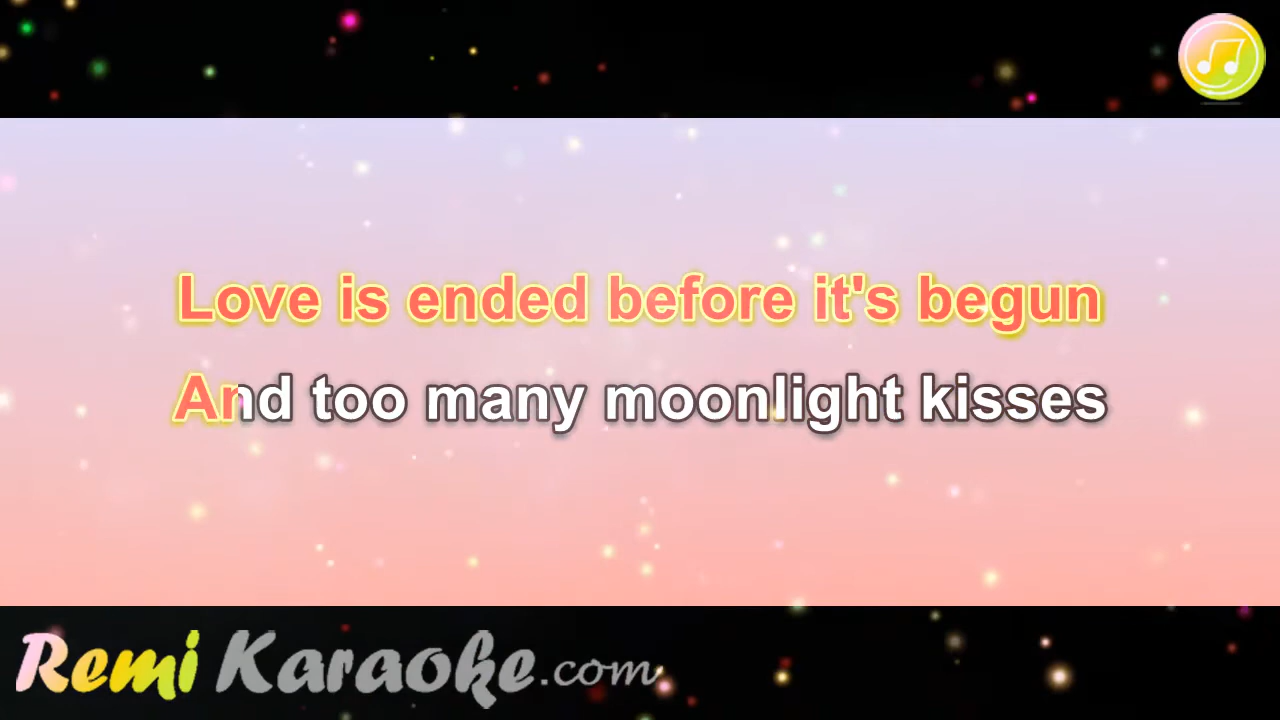 Love is ended before it's begun
And too many moonlight kisses
Remi Karaoke.com